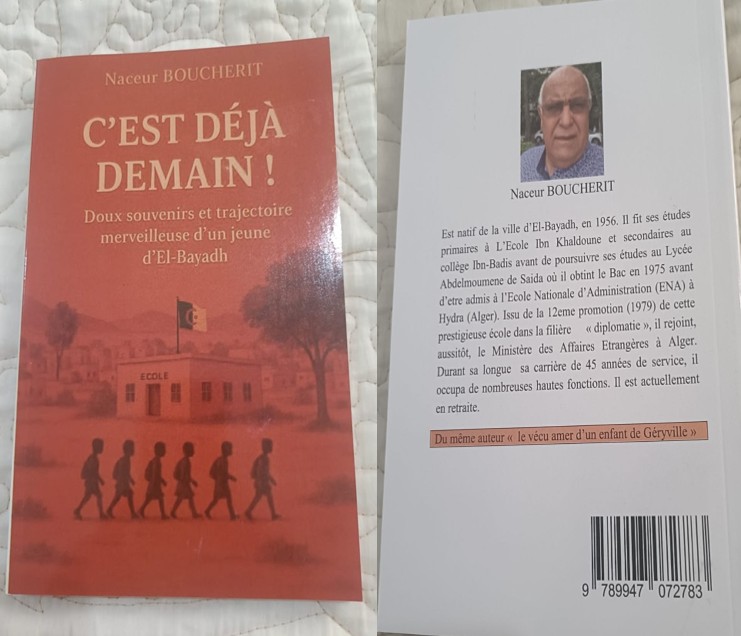 Naceur BOUCHERIT
C'EST DÉJÀ
DEMAIN !
Doux souvenirs et trajectoire
merveilleuse d'un jeune
d'El-Bayadh
ECOLE
Naceur BOUCHERIT
Est natif de la ville d'El-Bayadh, en 1956. Il fit ses études
primaires à L'Ecole Ibn Khaldoune et secondaires au
collège Ibn-Badis avant de poursuivre ses études au Lycée
Abdelmoumene de Saida où il obtint le Bac en 1975 avant
d'etre admis à l'Ecole Nationale d'Administration (ENA) à
Hydra (Alger). Issu de la 12eme promotion (1979) de cette
prestigieuse école dans la filière « diplomatie », il rejoint,
aussitôt, le Ministère des Affaires Etrangères à Alger.
Durant sa longue sa carrière de 45 années de service, il
occupa de nombreuses hautes fonctions. Il est actuellement
en retraite.
Du même auteur « le vécu amer d'un enfant de Géryville »
9 789947 072783